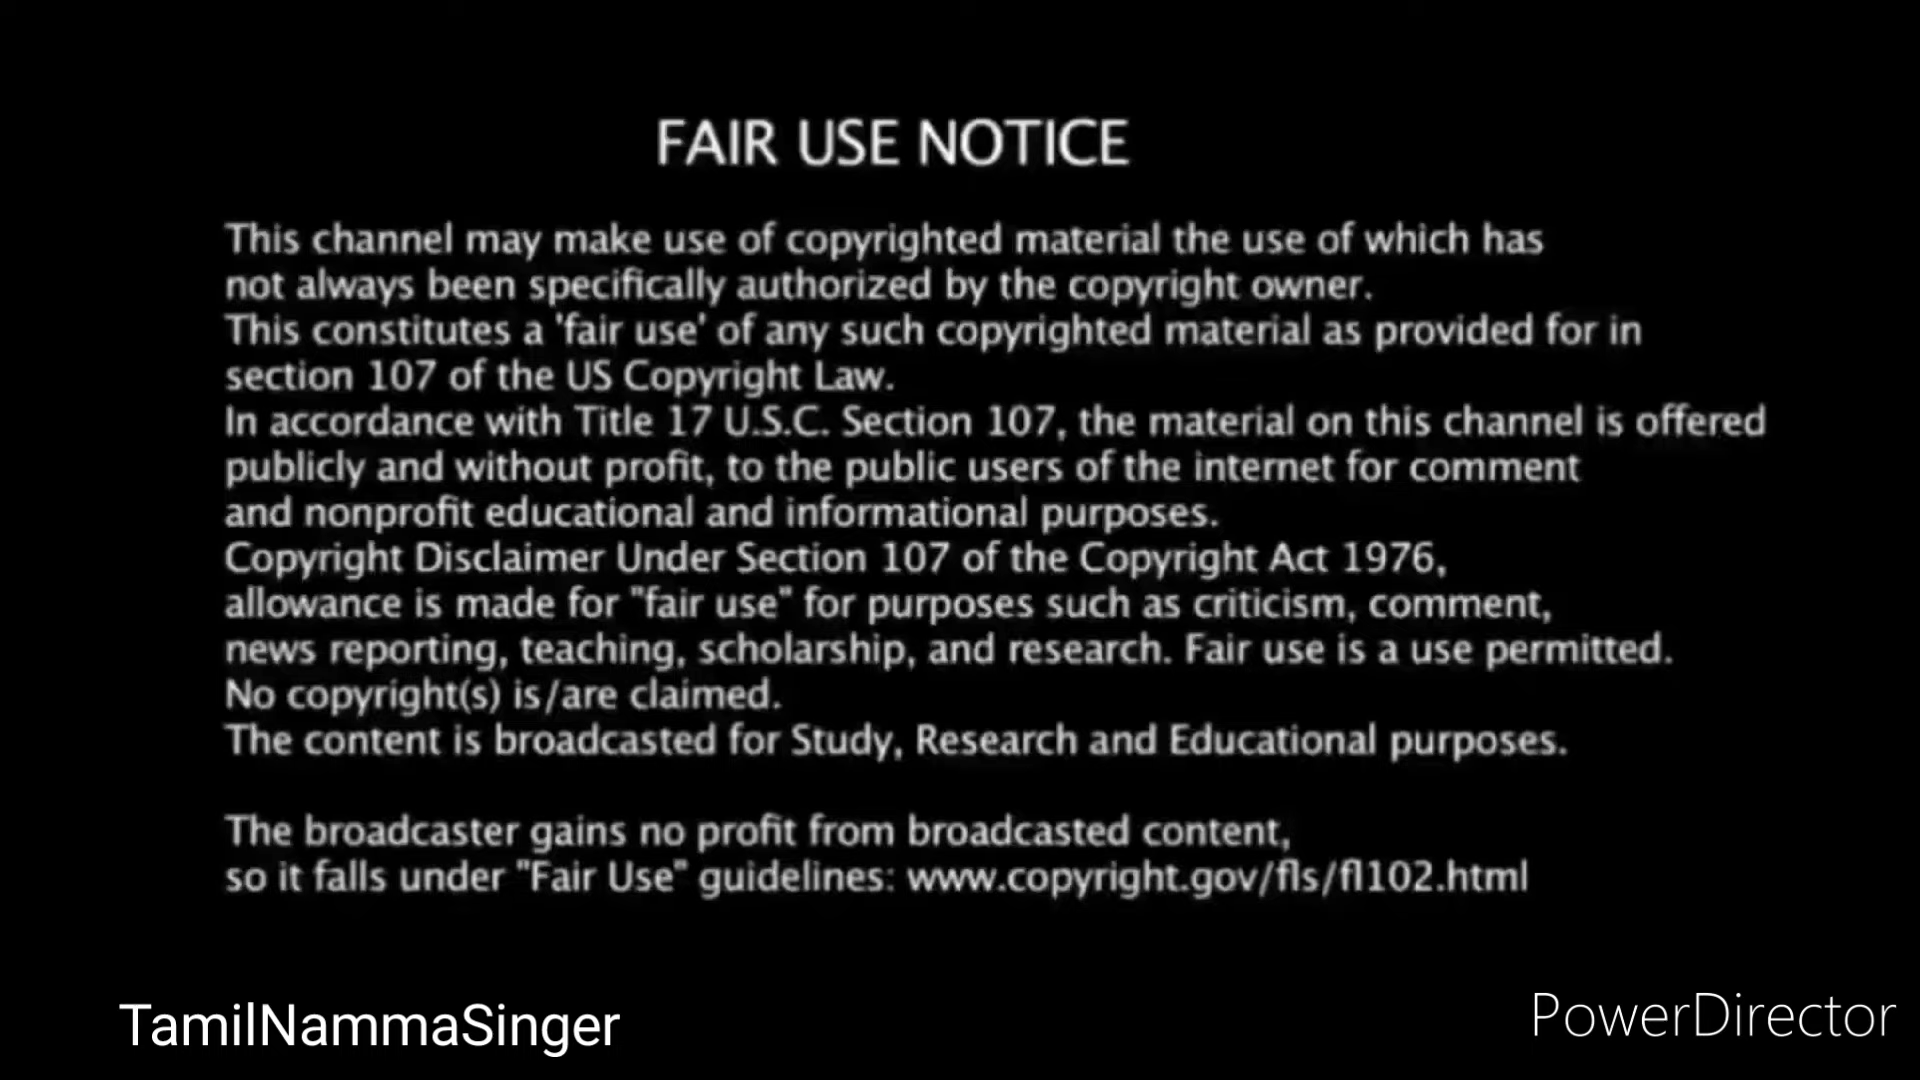 FAIR USE NOTICE
This channel may make use of copyrighted material the use of which has
not always been specifically authorized by the copyright owner.
This constitutes a 'fair use' of any such copyrighted material as provided for in
section 107 of the US Copyright Law.
In accordance with Title 17 U.S.C. Section 107, the material on this channel is offered
publicly and without profit, to the public users of the internet for comment
and nonprofit educational and informational purposes.
Copyright Disclaimer Under Section 107 of the Copyright Act 1976,
allowance is made for "fair use" for purposes such as criticism, comment,
news reporting, teaching, scholarship, and research. Fair use is a use permitted.
No copyright(s) is/are claimed.
The content is broadcasted for Study, Research and Educational purposes.
The broadcaster gains no profit from broadcasted content,
so it falls under "Fair Use" guidelines: www.copyright.gov/fls/fl102.html
TamilNammaSinger
PowerDirector